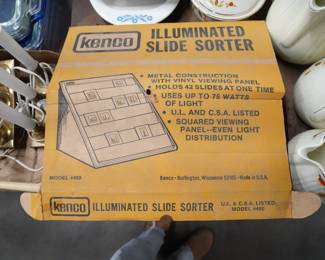 Kenco
ILLUMINATED
SLIDE SORTER
• METAL CONSTRUCTION
WITH VINYL VIEWING PANEL
• HOLDS 42 SLIDES AT ONE TIME
• USES UP TO 75 WATTS
OF LIGHT
• U.L. AND C.S.A. LISTED
• SQUARED VIEWING
PANEL—EVEN LIGHT
DISTRIBUTION
MODEL #450
Kenco - Burlington, Wisconsin 53105 - Made in U.S.A.
Kenco ILLUMINATED SLIDE SORTER
U.L. & C.S.A. LISTED
MODEL #450